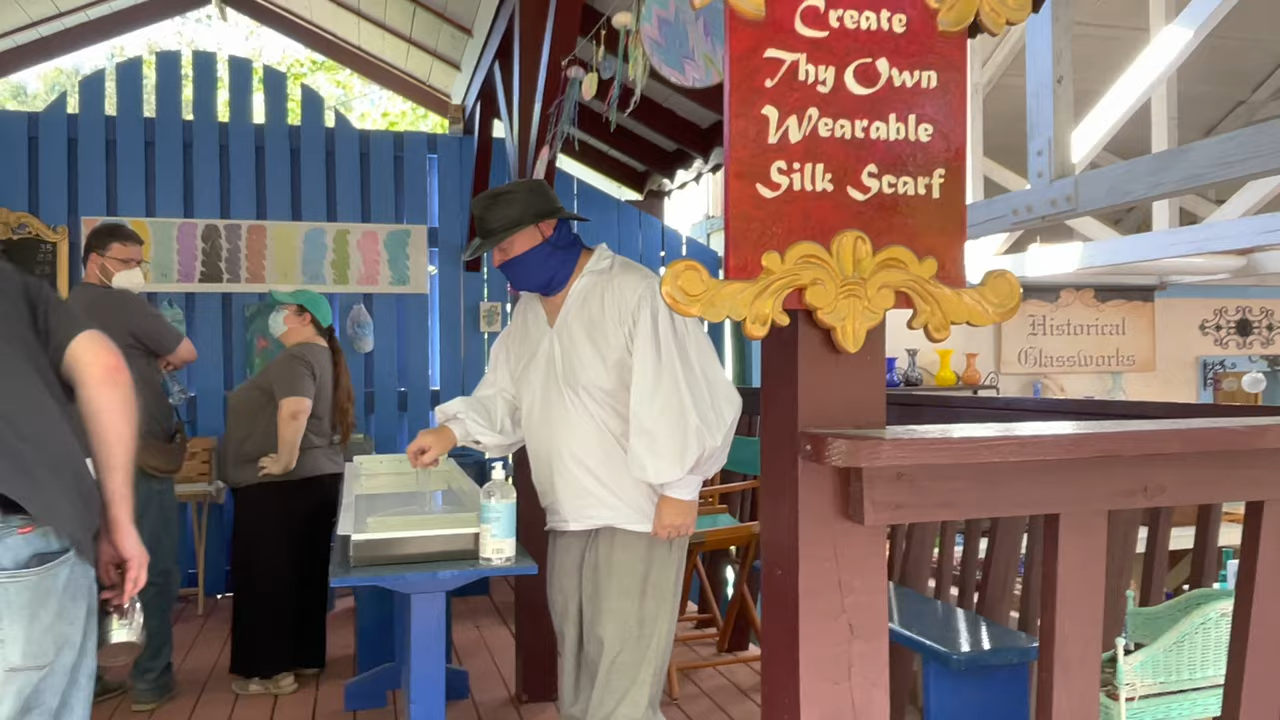 Create
Thy Own
Wearable
Silk Scarf
Historical
Glassworks